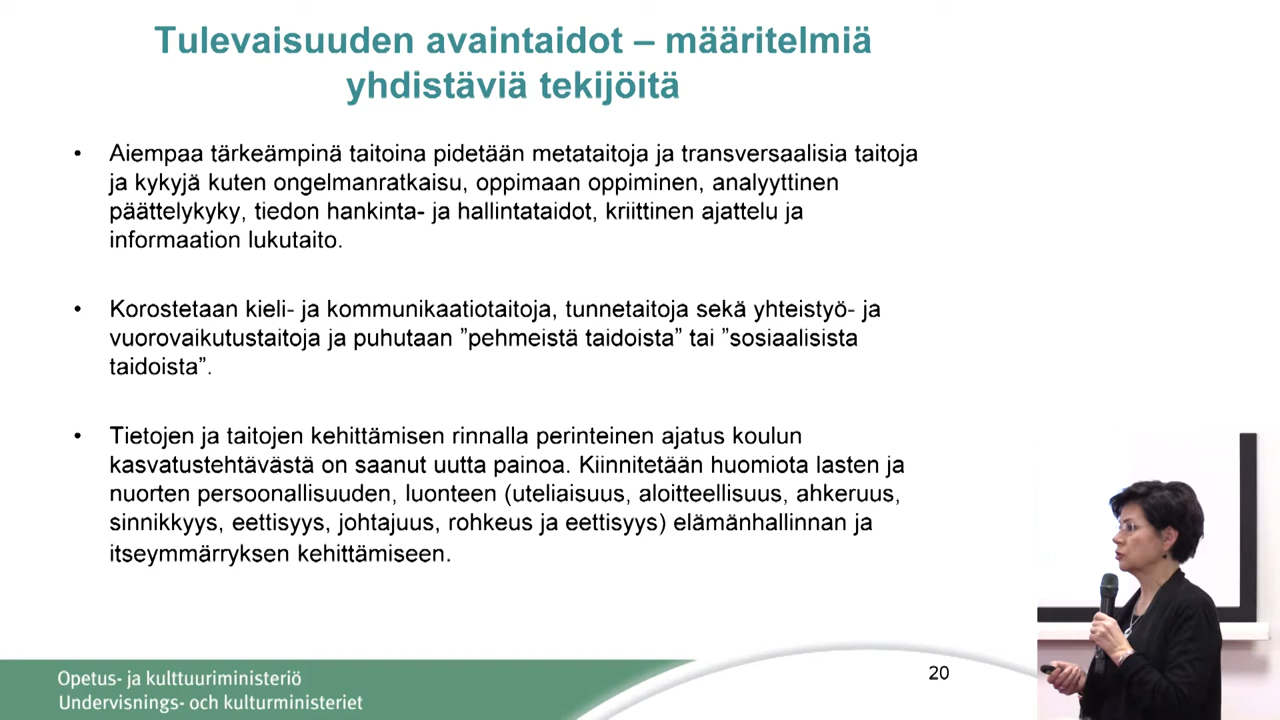 Tulevaisuuden avaintaidot – määritelmiä
yhdistäviä tekijöitä
• Aiempaa tärkeämpinä taitoina pidetään metataitoja ja transversaalisia taitoja
ja kykyjä kuten ongelmanratkaisu, oppimaan oppiminen, analyyttinen
päättelykyky, tiedon hankinta- ja hallintataidot, kriittinen ajattelu ja
informaation lukutaito.
• Korostetaan kieli- ja kommunikaatiotaitoja, tunnetaitoja sekä yhteistyö- ja
vuorovaikutustaitoja ja puhutaan ”pehmeistä taidoista” tai ”sosiaalisista
taidoista”.
• Tietojen ja taitojen kehittämisen rinnalla perinteinen ajatus koulun
kasvatustehtävästä on saanut uutta painoa. Kiinnitetään huomiota lasten ja
nuorten persoonallisuuden, luonteen (uteliaisuus, aloitteellisuus, ahkeruus,
sinnikkyys, eettisyys, johtajuus, rohkeus ja eettisyys) elämänhallinnan ja
itseymmärryksen kehittämiseen.
Opetus- ja kulttuuriministeriö
Undervisnings- och kulturministeriet
20